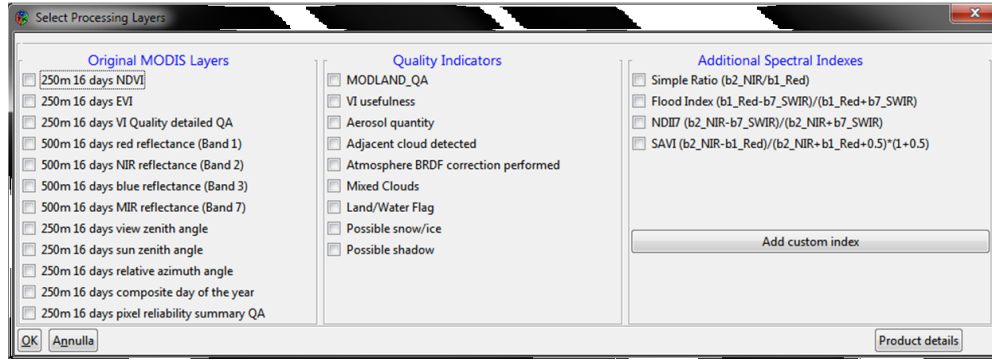 Select Processing Layers
Original MODIS Layers
250m 16 days NDVI
250m 16 days EVI
250m 16 days VI Quality detailed QA
500m 16 days red reflectance (Band 1)
500m 16 days NIR reflectance (Band 2)
500m 16 days blue reflectance (Band 3)
500m 16 days MIR reflectance (Band 7)
250m 16 days view zenith angle
250m 16 days sun zenith angle
250m 16 days relative azimuth angle
250m 16 days composite day of the year
250m 16 days pixel reliability summary QA
Quality Indicators
MODLAND_QA
VI usefulness
Aerosol quantity
Adjacent cloud detected
Atmosphere BRDF correction performed
Mixed Clouds
Land/Water Flag
Possible snow/ice
Possible shadow
Additional Spectral Indexes
Simple Ratio (b2_NIR/b1_Red)
Flood Index (b1_Red-b7_SWIR)/(b1_Red+b7_SWIR)
NDII7 (b2_NIR-b7_SWIR)/(b2_NIR+b7_SWIR)
SAVI (b2_NIR-b1_Red)/(b2_NIR+b1_Red+0.5)*(1+0.5)
Add custom index
OK
Annulla
Product details